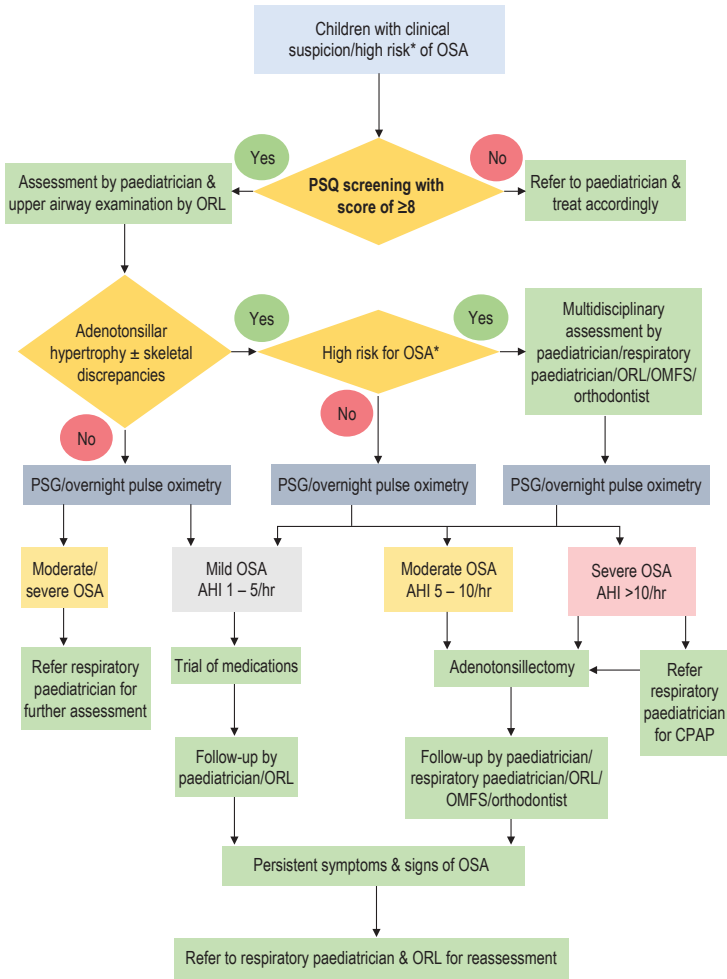 Children with clinical
suspicion/high risk* of OSA
Yes
No
Assessment by paediatrician &
upper airway examination by ORL
PSQ screening with
score of ≥8
Refer to paediatrician &
treat accordingly
Adenotonsillar
hypertrophy ± skeletal
discrepancies
Yes
High risk for OSA*
Yes
Multidisciplinary
assessment by
paediatrician/respiratory
paediatrician/ORL/OMFS/
orthodontist
No
No
PSG/overnight pulse oximetry
PSG/overnight pulse oximetry
PSG/overnight pulse oximetry
Moderate/
severe OSA
Mild OSA
AHI 1 – 5/hr
Moderate OSA
AHI 5 – 10/hr
Severe OSA
AHI >10/hr
Refer respiratory
paediatrician for
further assessment
Trial of medications
Adenotonsillectomy
Refer
respiratory
paediatrician
for CPAP
Follow-up by
paediatrician/ORL
Follow-up by paediatrician/
respiratory paediatrician/ORL/
OMFS/orthodontist
Persistent symptoms & signs of OSA
Refer to respiratory paediatrician & ORL for reassessment